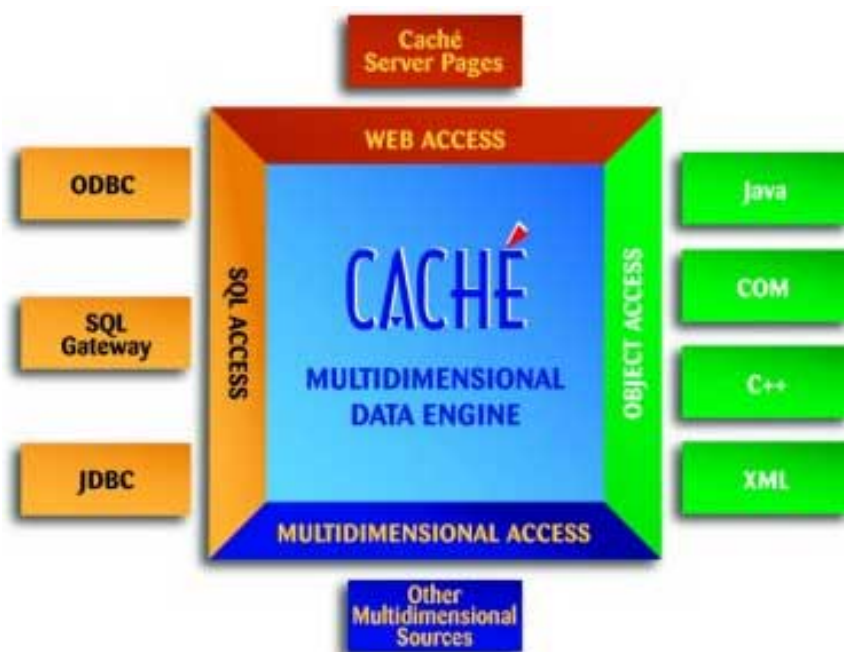 Caché
Server Pages
WEB ACCESS
ODBC
SQL
Gateway
JDBC
SQL ACCESS
CACHÉ
MULTIDIMENSIONAL
DATA ENGINE
OBJECT ACCESS
Java
COM
C++
XML
MULTIDIMENSIONAL ACCESS
Other
Multidimensional
Sources